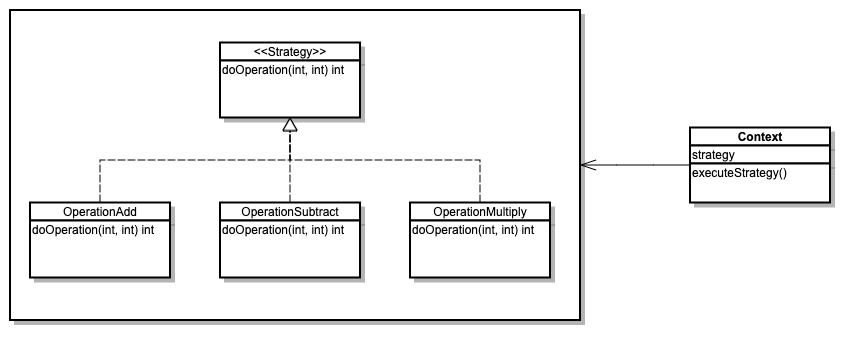 <<Strategy>>
doOperation(int, int) int
Context
strategy
executeStrategy()
OperationAdd
doOperation(int, int) int
OperationSubtract
doOperation(int, int) int
OperationMultiply
doOperation(int, int) int